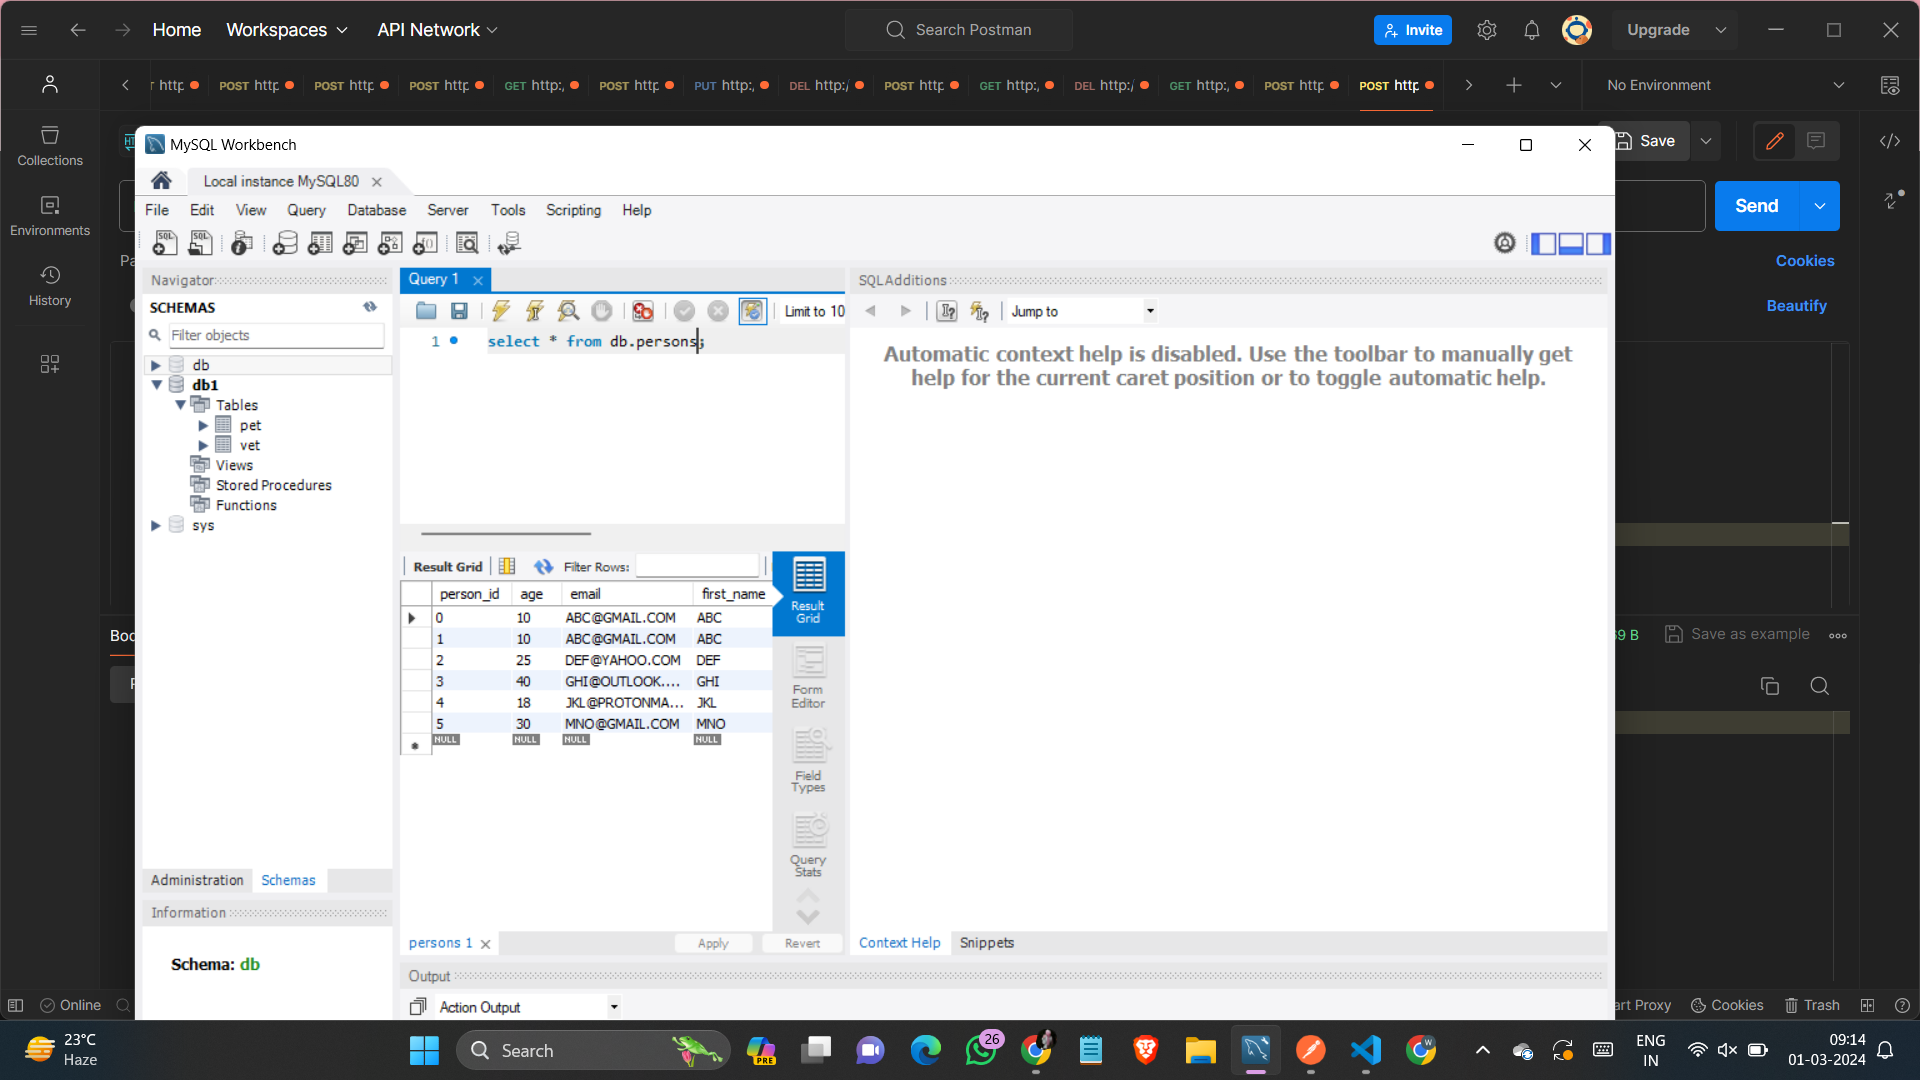 Home Workspaces API Network Search Postman Invite Upgrade
http POST http POST http POST http GET http: POST http PUT http: DEL http:/ POST http GET http: DEL http:/ GET http: POST http POST http No Environment
Collections
Environments
History
Save
Send
Cookies
Beautify
MySQL Workbench
Local instance MySQL80
File Edit View Query Database Server Tools Scripting Help
Navigator
SCHEMAS
Filter objects
db
db1
Tables
pet
vet
Views
Stored Procedures
Functions
sys
Administration Schemas
Information
Schema: db
Query 1
Limit to 10
1 select * from db.persons;
Result Grid Filter Rows:
person_id age email first_name
0 10 ABC@GMAIL.COM ABC
1 10 ABC@GMAIL.COM ABC
2 25 DEF@YAHOO.COM DEF
3 40 GHI@OUTLOOK.... GHI
4 18 JKL@PROTONMA... JKL
5 30 MNO@GMAIL.COM MNO
NULL NULL NULL NULL
Result
Grid
Form
Editor
Field
Types
Query
Stats
persons 1 Apply Revert
SQLAdditions
Jump to
Automatic context help is disabled. Use the toolbar to manually get
help for the current caret position or to toggle automatic help.
Context Help Snippets
Output
Action Output
Save as example
Online
Cookies Trash
23°C
Haze
Search
PRE
26
ENG
IN
09:14
01-03-2024